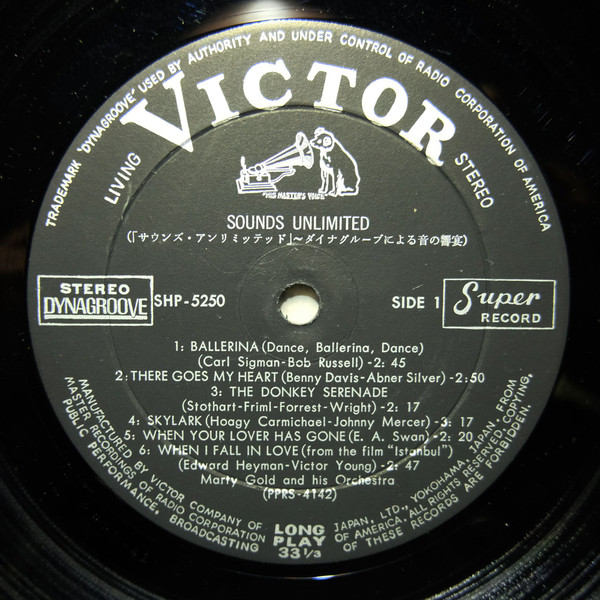 TRADEMARK 'DYNAGROOVE' USED BY AUTHORITY AND UNDER CONTROL OF RADIO CORPORATION OF AMERICA
VICTOR
LIVING
STEREO
"HIS MASTER'S VOICE"
SOUNDS UNLIMITED
(「サウンズ・アンリミッテッド」~ダイナグループによる音の響宴)
STEREO
DYNAGROOVE
SHP-5250
SIDE 1
Super
RECORD
1: BALLERINA (Dance, Ballerina, Dance)
(Carl Sigman-Bob Russell) -2: 45
2: THERE GOES MY HEART (Benny Davis-Abner Silver) -2: 50
3: THE DONKEY SERENADE
(Stothart-Friml-Forrest-Wright) -2: 17
4: SKYLARK (Hoagy Carmichael-Johnny Mercer) -3: 17
5: WHEN YOUR LOVER HAS GONE (E. A. Swan) -2: 20
6: WHEN I FALL IN LOVE (from the film "Istanbul")
(Edward Heyman-Victor Young) -2: 47
Marty Gold and his Orchestra
(PPRS-4142)
LONG
PLAY
33 1/3
MANUFACTURED BY VICTOR COMPANY OF JAPAN, LTD., YOKOHAMA, JAPAN, FROM
MASTER RECORDINGS OF RADIO CORPORATION OF AMERICA. ALL RIGHTS RESERVED. COPYING,
PUBLIC PERFORMANCE, BROADCASTING OF THESE RECORDS ARE FORBIDDEN.